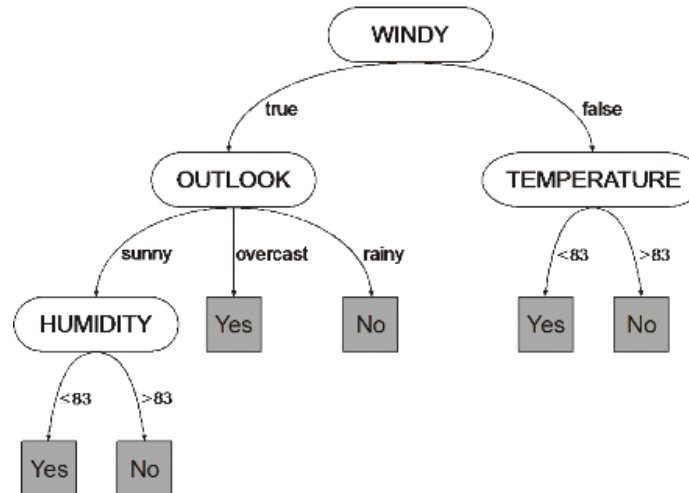 WINDY
true
false
OUTLOOK
TEMPERATURE
sunny
overcast
rainy
<83
>83
HUMIDITY
Yes
No
Yes
No
<83
>83
Yes
No